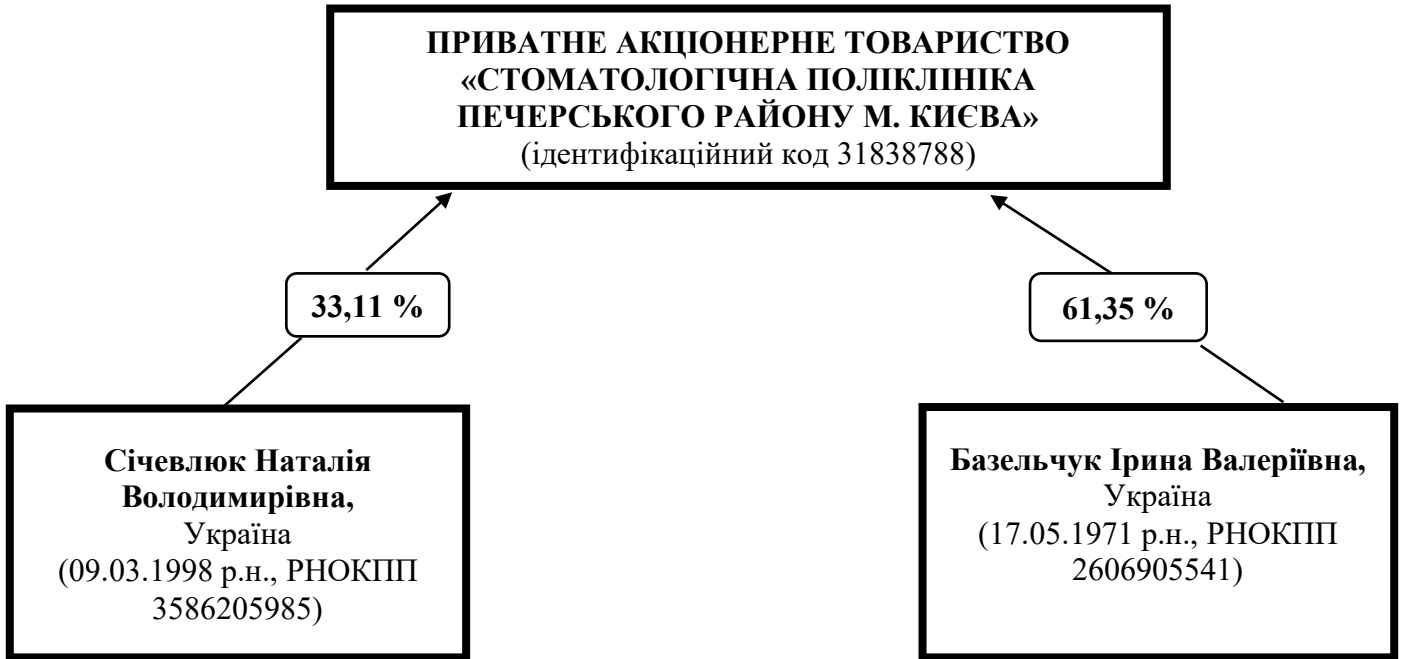 ПРИВАТНЕ АКЦІОНЕРНЕ ТОВАРИСТВО
«СТОМАТОЛОГІЧНА ПОЛІКЛІНІКА
ПЕЧЕРСЬКОГО РАЙОНУ М. КИЄВА»
(ідентифікаційний код 31838788)
33,11 %
61,35 %
Січевлюк Наталія
Володимирівна,
Україна
(09.03.1998 р.н., РНОКПП
3586205985)
Базельчук Ірина Валеріївна,
Україна
(17.05.1971 р.н., РНОКПП
2606905541)